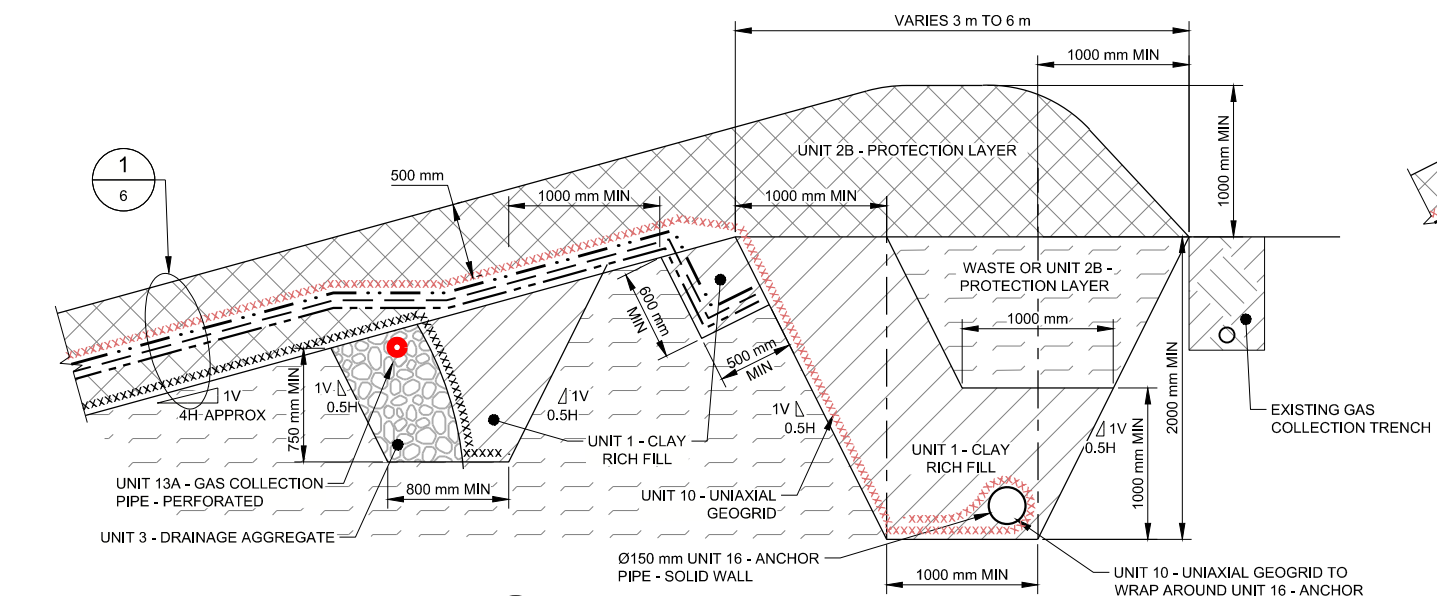 VARIES 3 m TO 6 m
1000 mm MIN
1000 mm MIN
UNIT 2B - PROTECTION LAYER
1
6
500 mm
1000 mm MIN
1000 mm MIN
WASTE OR UNIT 2B -
PROTECTION LAYER
600 mm
MIN
1000 mm
500 mm
MIN
750 mm MIN
1V
4H APPROX
1V
0.5H
1V
0.5H
1V
0.5H
1V
0.5H
2000 mm MIN
1000 mm MIN
EXISTING GAS
COLLECTION TRENCH
UNIT 1 - CLAY
RICH FILL
UNIT 1 - CLAY
RICH FILL
UNIT 13A - GAS COLLECTION
PIPE - PERFORATED
800 mm MIN
UNIT 10 - UNIAXIAL
GEOGRID
UNIT 3 - DRAINAGE AGGREGATE
Ø150 mm UNIT 16 - ANCHOR
PIPE - SOLID WALL
1000 mm MIN
UNIT 10 - UNIAXIAL GEOGRID TO
WRAP AROUND UNIT 16 - ANCHOR